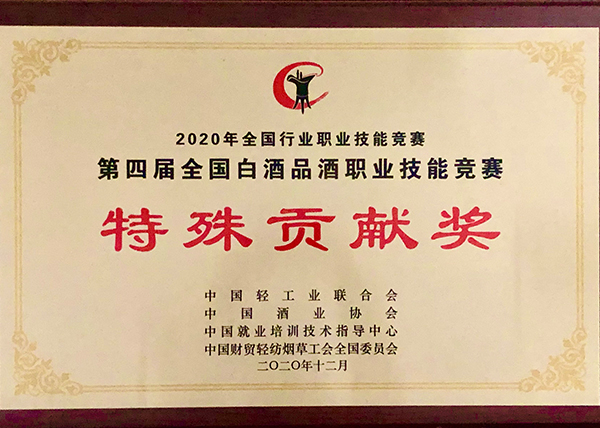 2020年全国行业职业技能竞赛
第四届全国白酒品酒职业技能竞赛
特殊贡献奖
中国轻工业联合会
中国酒业协会
中国就业培训技术指导中心
中国财贸轻纺烟草工会全国委员会
二〇二〇年十二月